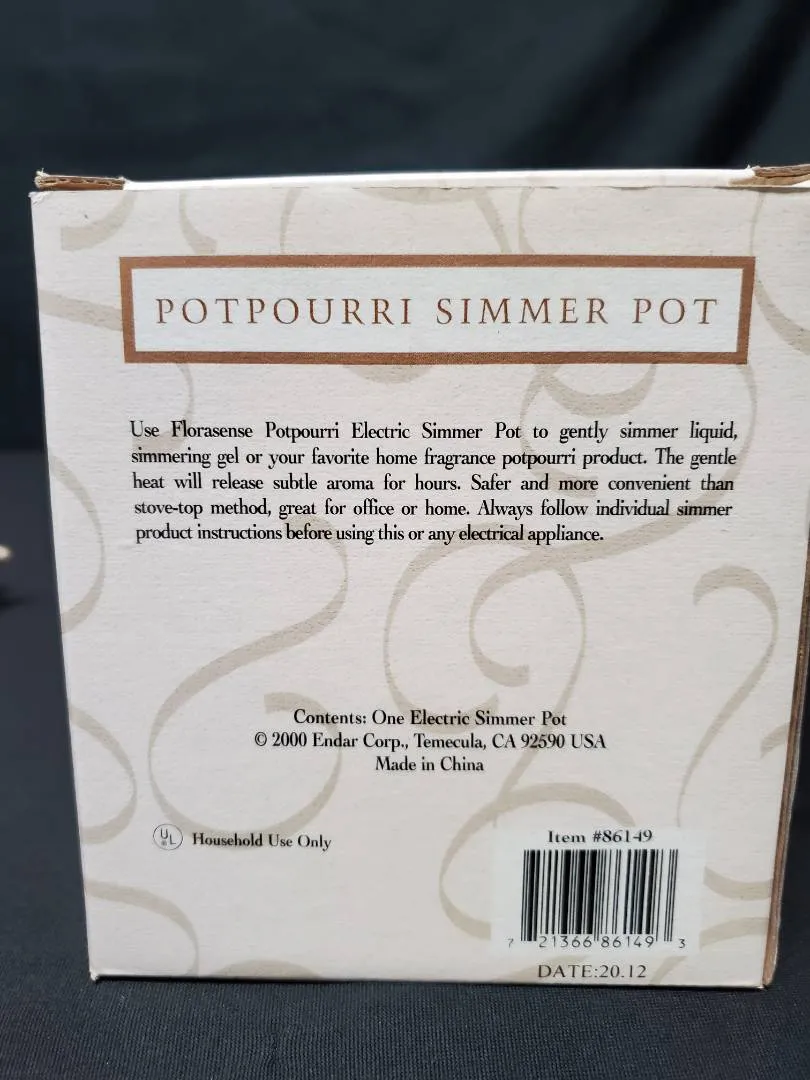 POTPOURRI SIMMER POT
Use Florasense Potpourri Electric Simmer Pot to gently simmer liquid,
simmering gel or your favorite home fragrance potpourri product. The gentle
heat will release subtle aroma for hours. Safer and more convenient than
stove-top method, great for office or home. Always follow individual simmer
product instructions before using this or any electrical appliance.
Contents: One Electric Simmer Pot
© 2000 Endar Corp., Temecula, CA 92590 USA
Made in China
UL ® Household Use Only
Item #86149
7 21366 86149 3
DATE:20.12